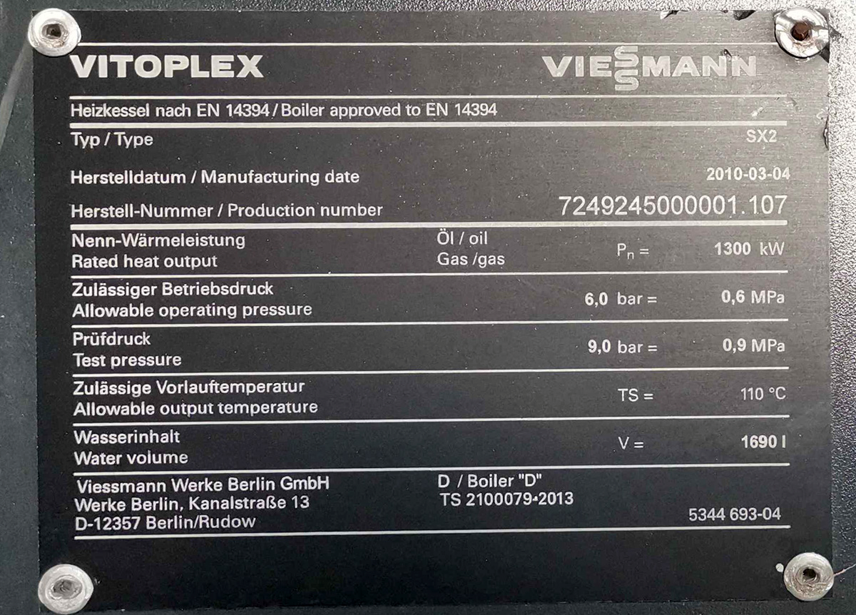 VITOPLEX VIESSMANN
Heizkessel nach EN 14394 / Boiler approved to EN 14394
Typ / Type SX2
Herstelldatum / Manufacturing date 2010-03-04
Herstell-Nummer / Production number 7249245000001.107
Nenn-Wärmeleistung Öl / oil
Rated heat output Gas /gas Pn = 1300 kW
Zulässiger Betriebsdruck
Allowable operating pressure 6,0 bar = 0,6 MPa
Prüfdruck
Test pressure 9,0 bar = 0,9 MPa
Zulässige Vorlauftemperatur
Allowable output temperature TS = 110 °C
Wasserinhalt
Water volume V = 1690 l
Viessmann Werke Berlin GmbH D / Boiler "D"
Werke Berlin, Kanalstraße 13 TS 2100079-2013
D-12357 Berlin/Rudow 5344 693-04